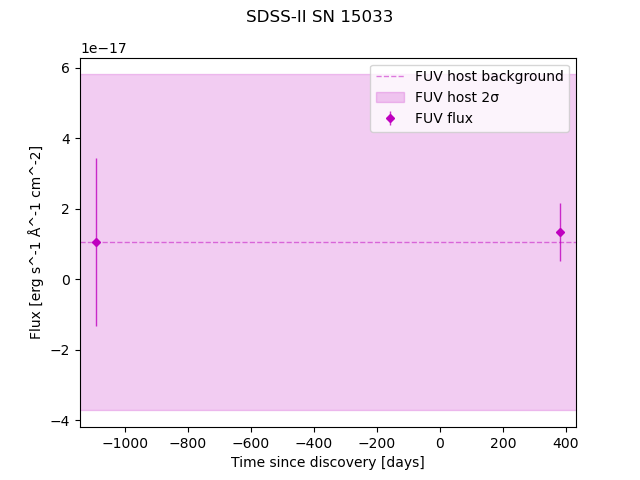 SDSS-II SN 15033
1e−17
FUV host background
FUV host 2σ
FUV flux
6
4
2
0
−2
−4
Flux [erg s^-1 Å^-1 cm^-2]
−1000 −800 −600 −400 −200 0 200 400
Time since discovery [days]